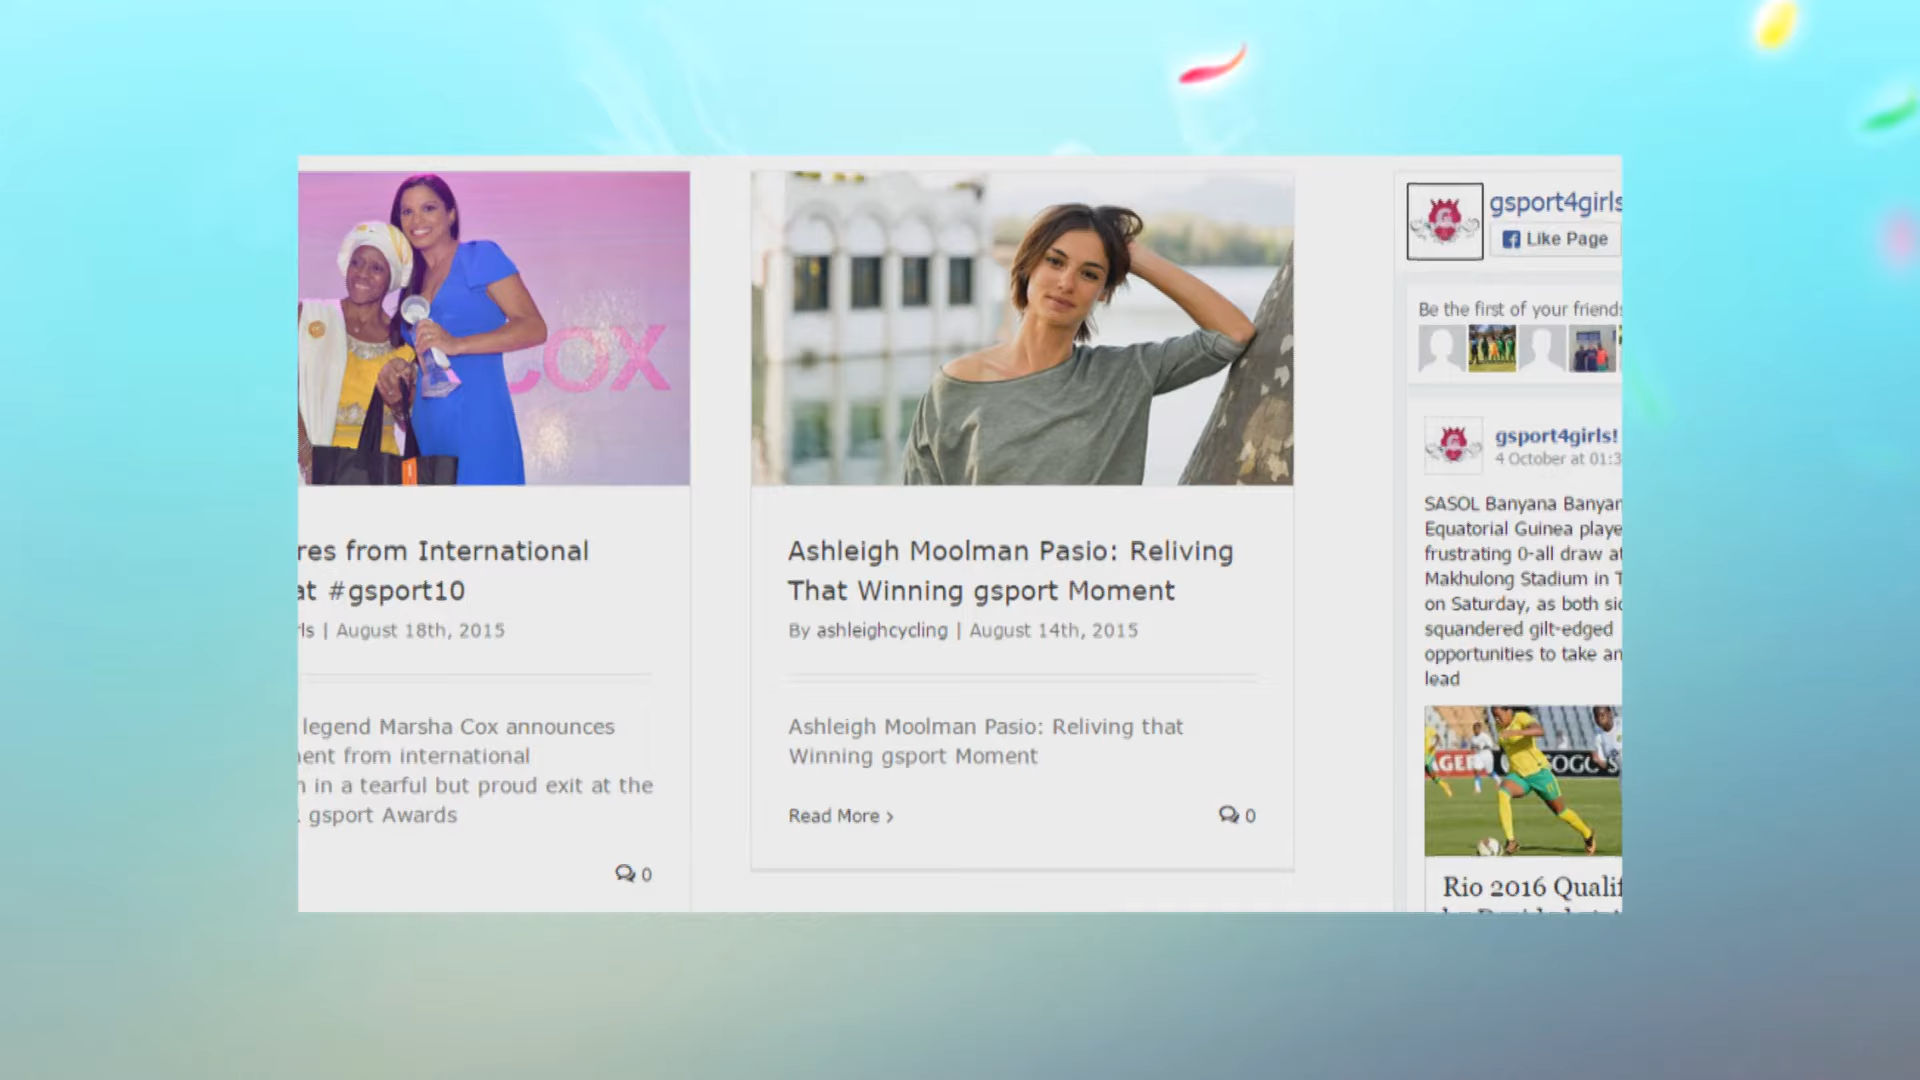 COX
res from International
at #gsport10
rls | August 18th, 2015
legend Marsha Cox announces
ent from international
in a tearful but proud exit at the
gsport Awards
0
Ashleigh Moolman Pasio: Reliving
That Winning gsport Moment
By ashleighcycling | August 14th, 2015
Ashleigh Moolman Pasio: Reliving that
Winning gsport Moment
Read More >
0
gsport4girls
Like Page
Be the first of your friends
gsport4girls!
4 October at 01:3
SASOL Banyana Banyan
Equatorial Guinea playe
frustrating 0-all draw at
Makhulong Stadium in T
on Saturday, as both sid
squandered gilt-edged
opportunities to take an
lead
Rio 2016 Qualif